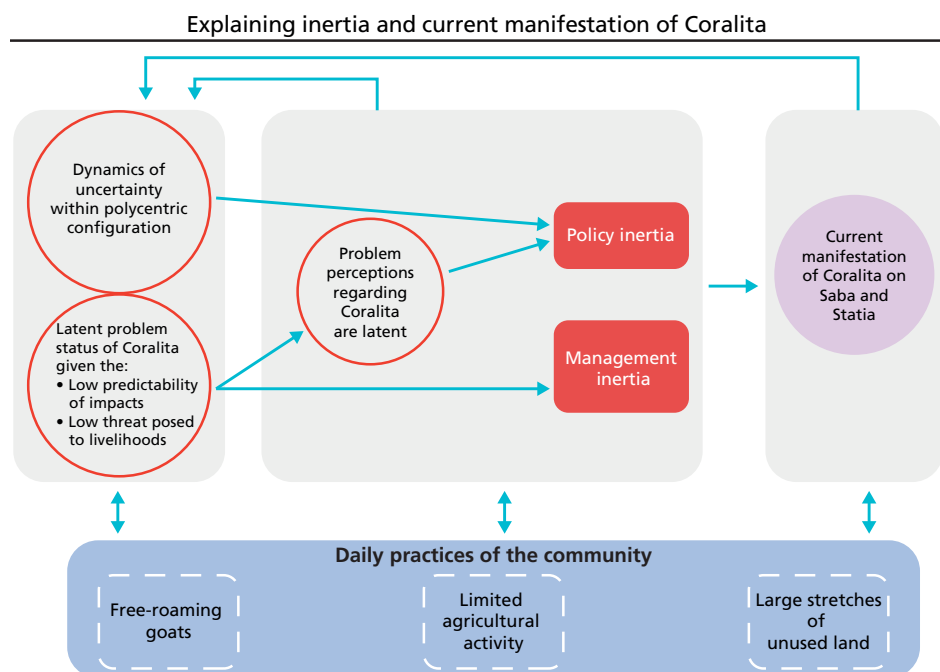 Explaining inertia and current manifestation of Coralita
Dynamics of
uncertainty
within polycentric
configuration
Latent problem
status of Coralita
given the:
• Low predictability
of impacts
• Low threat posed
to livelihoods
Problem
perceptions
regarding
Coralita
are latent
Policy inertia
Management
inertia
Current
manifestation
of Coralita on
Saba and
Statia
Daily practices of the community
Free-roaming
goats
Limited
agricultural
activity
Large stretches
of
unused land